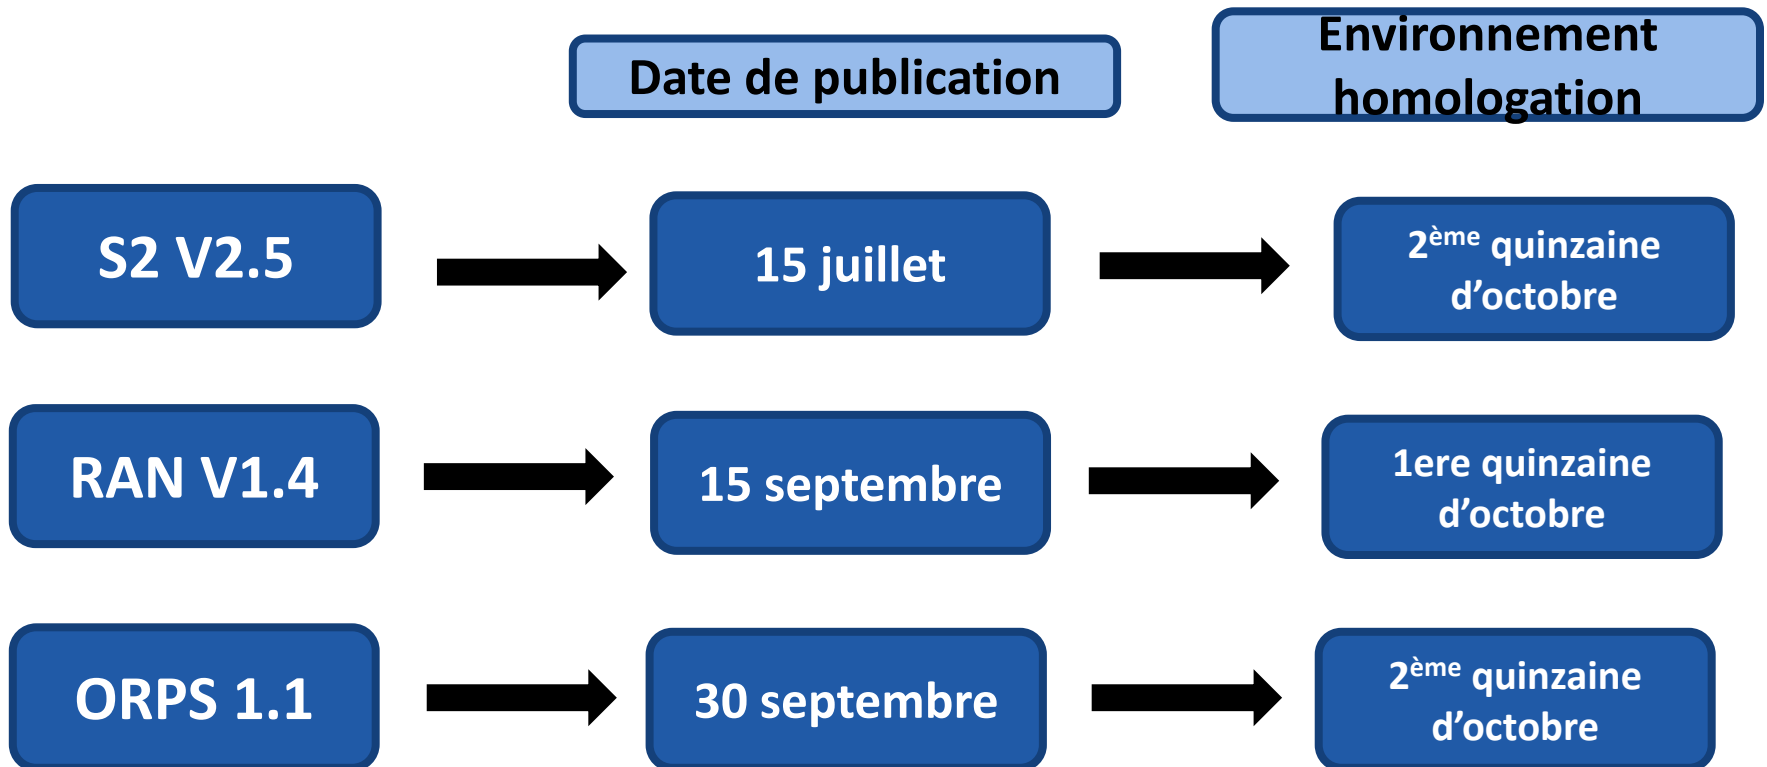 Date de publication
Environnement
homologation
S2 V2.5
15 juillet
2ème quinzaine
d’octobre
RAN V1.4
15 septembre
1ere quinzaine
d’octobre
ORPS 1.1
30 septembre
2ème quinzaine
d’octobre